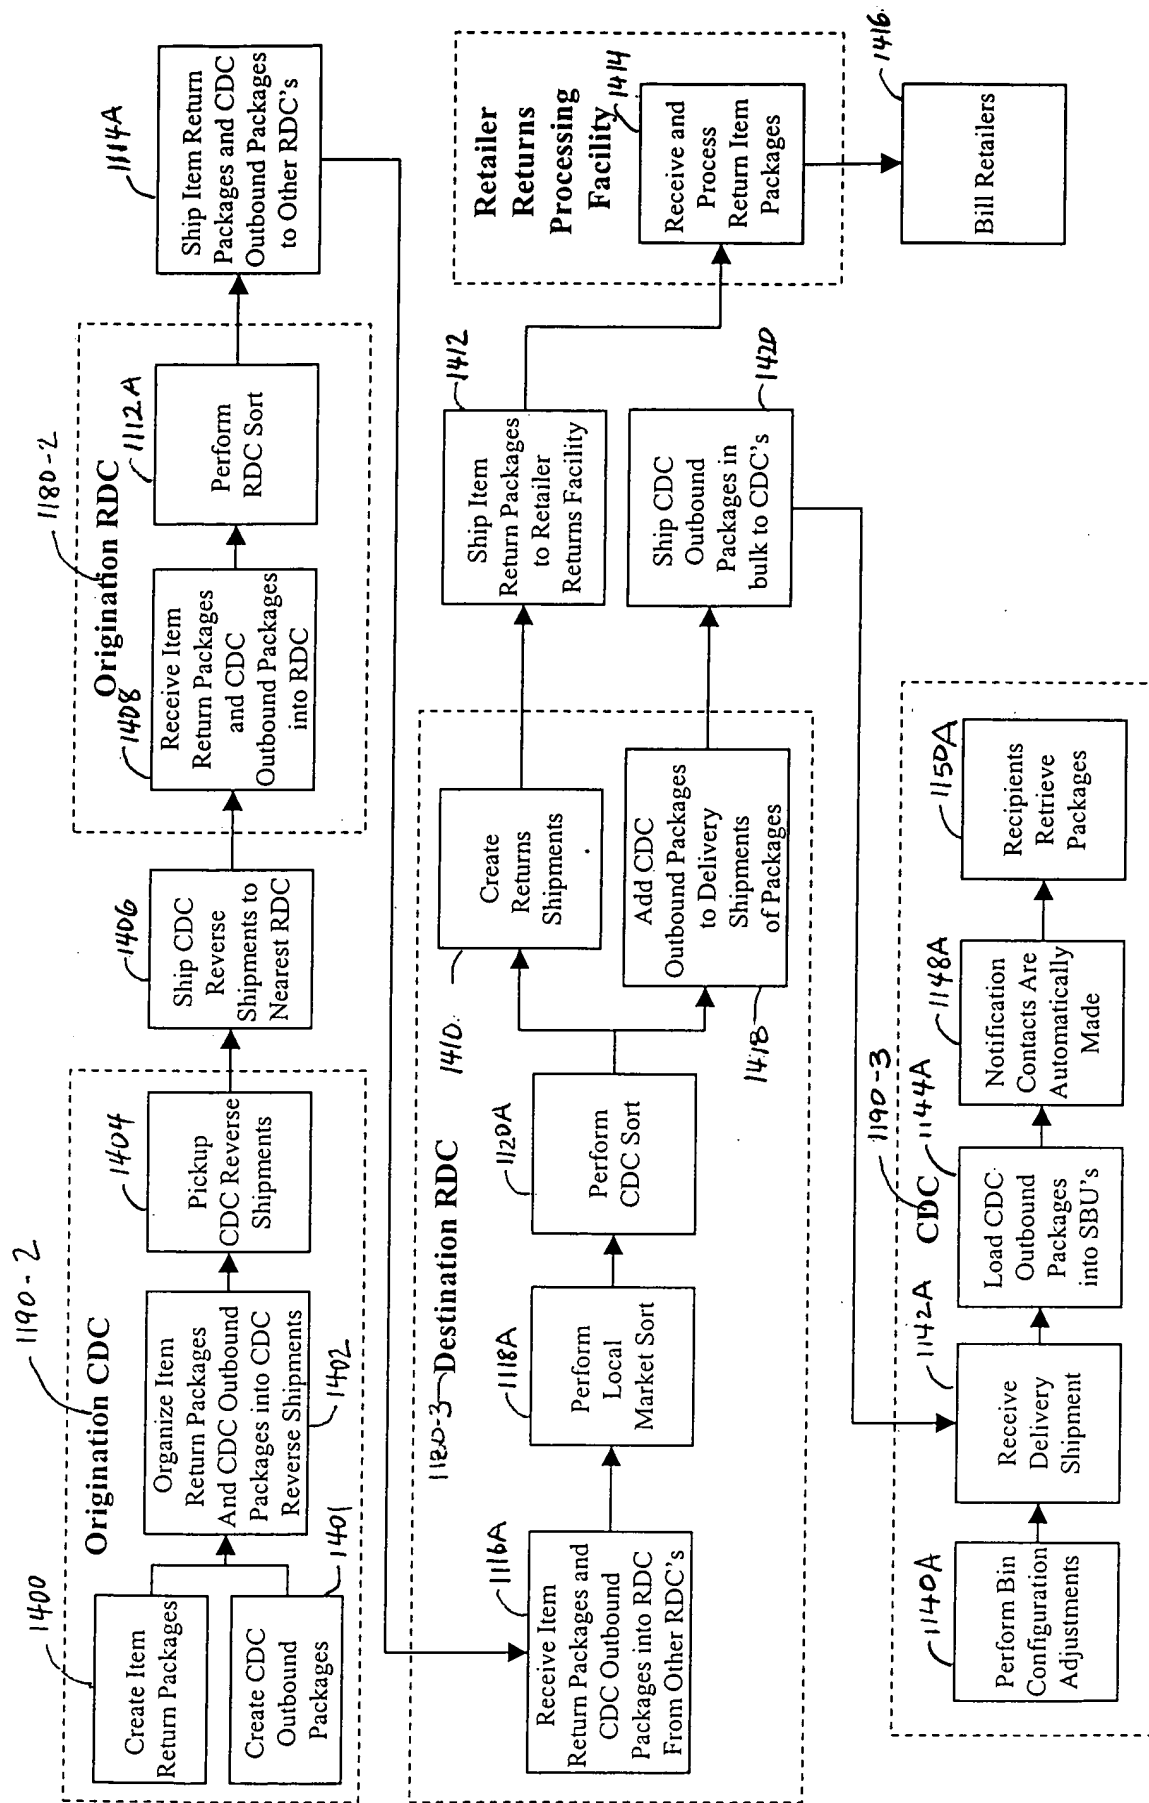 1190-2
Origination CDC
1400
Create Item
Return Packages
Create CDC
Outbound
Packages
1401
Organize Item
Return Packages
And CDC Outbound
Packages into CDC
Reverse Shipments
1402
1404
Pickup
CDC Reverse
Shipments
1406
Ship CDC
Reverse
Shipments to
Nearest RDC
1180-2
Origination RDC
1408
Receive Item
Return Packages
and CDC
Outbound Packages
into RDC
1112A
Perform
RDC Sort
1114A
Ship Item Return
Packages and CDC
Outbound Packages
to Other RDC's
1180-3
Destination RDC
1116A
Receive Item
Return Packages and
CDC Outbound
Packages into RDC
From Other RDC's
1118A
Perform
Local
Market Sort
1120A
Perform
CDC Sort
1410
Create
Returns
Shipments
1418
Add CDC
Outbound Packages
to Delivery
Shipments
of Packages
1412
Ship Item
Return Packages
to Retailer
Returns Facility
1420
Ship CDC
Outbound
Packages in
bulk to CDC's
Retailer
Returns
Processing
Facility
1414
Receive and
Process
Return Item
Packages
1416
Bill Retailers
1190-3
CDC
1140A
Perform Bin
Configuration
Adjustments
1142A
Receive
Delivery
Shipment
1144A
Load CDC
Outbound
Packages
into SBU's
1148A
Notification
Contacts Are
Automatically
Made
1150A
Recipients
Retrieve
Packages